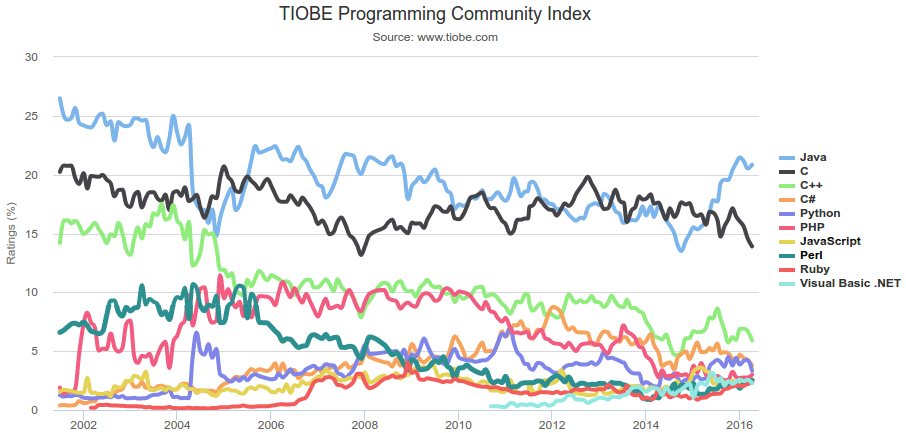 TIOBE Programming Community Index
Source: www.tiobe.com
30
25
20
15
10
5
0
Ratings (%)
2002 2004 2006 2008 2010 2012 2014 2016
Java
C
C++
C#
Python
PHP
JavaScript
Perl
Ruby
Visual Basic .NET